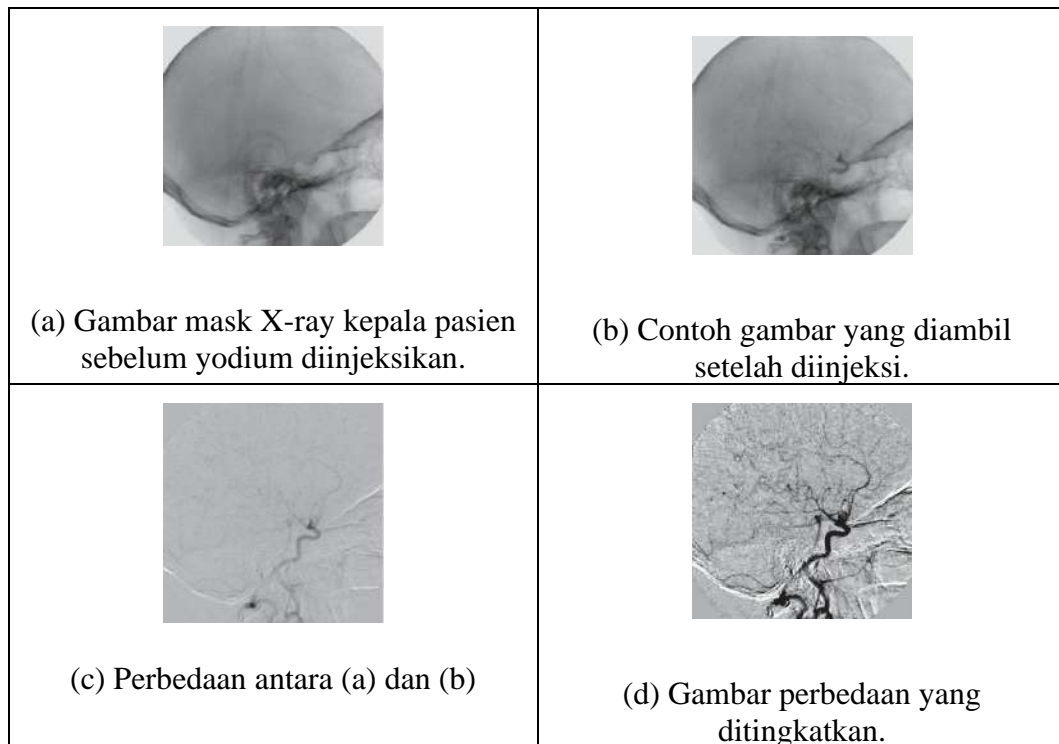 (a) Gambar mask X-ray kepala pasien
sebelum yodium diinjeksikan.
(b) Contoh gambar yang diambil
setelah diinjeksi.
(c) Perbedaan antara (a) dan (b)
(d) Gambar perbedaan yang
ditingkatkan.